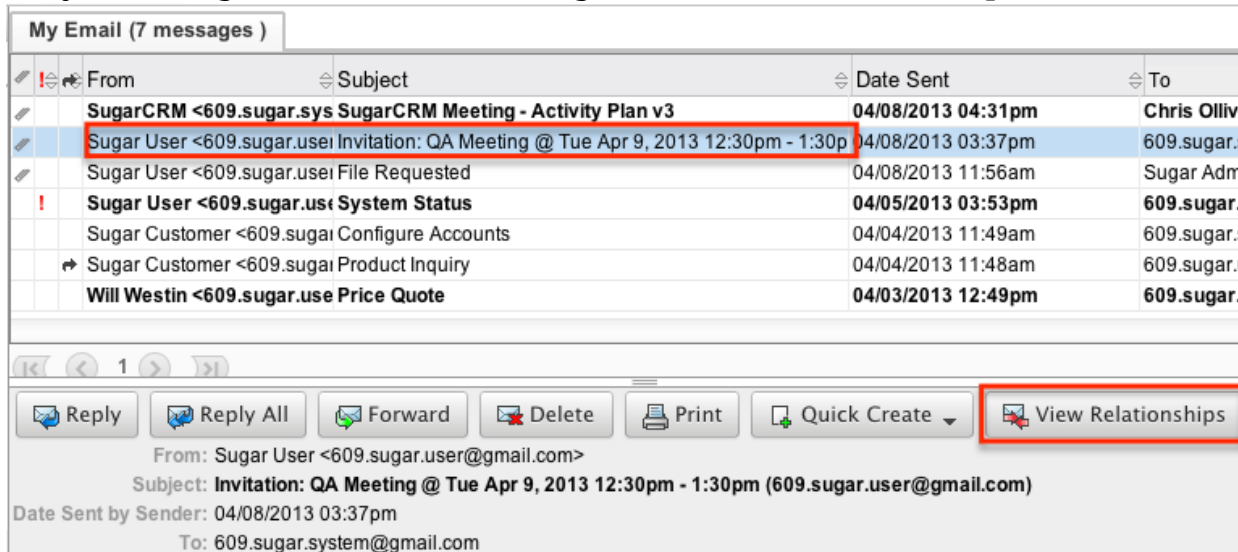 My Email (7 messages )
! From Subject Date Sent To
SugarCRM <609.sugar.sys SugarCRM Meeting - Activity Plan v3 04/08/2013 04:31pm Chris Olliv
Sugar User <609.sugar.user Invitation: QA Meeting @ Tue Apr 9, 2013 12:30pm - 1:30p 04/08/2013 03:37pm 609.sugar.
Sugar User <609.sugar.user File Requested 04/08/2013 11:56am Sugar Adm
! Sugar User <609.sugar.use System Status 04/05/2013 03:53pm 609.sugar.
Sugar Customer <609.sugar Configure Accounts 04/04/2013 11:49am 609.sugar.
Sugar Customer <609.sugar Product Inquiry 04/04/2013 11:48am 609.sugar.
Will Westin <609.sugar.use Price Quote 04/03/2013 12:49pm 609.sugar.
1
Reply Reply All Forward Delete Print Quick Create View Relationships
From: Sugar User <609.sugar.user@gmail.com>
Subject: Invitation: QA Meeting @ Tue Apr 9, 2013 12:30pm - 1:30pm (609.sugar.user@gmail.com)
Date Sent by Sender: 04/08/2013 03:37pm
To: 609.sugar.system@gmail.com